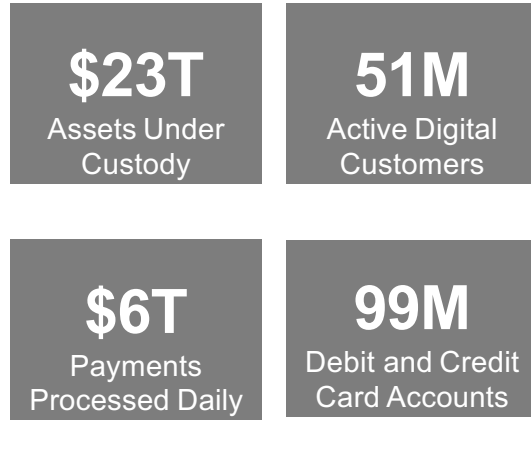 $23T
Assets Under
Custody
51M
Active Digital
Customers
$6T
Payments
Processed Daily
99M
Debit and Credit
Card Accounts